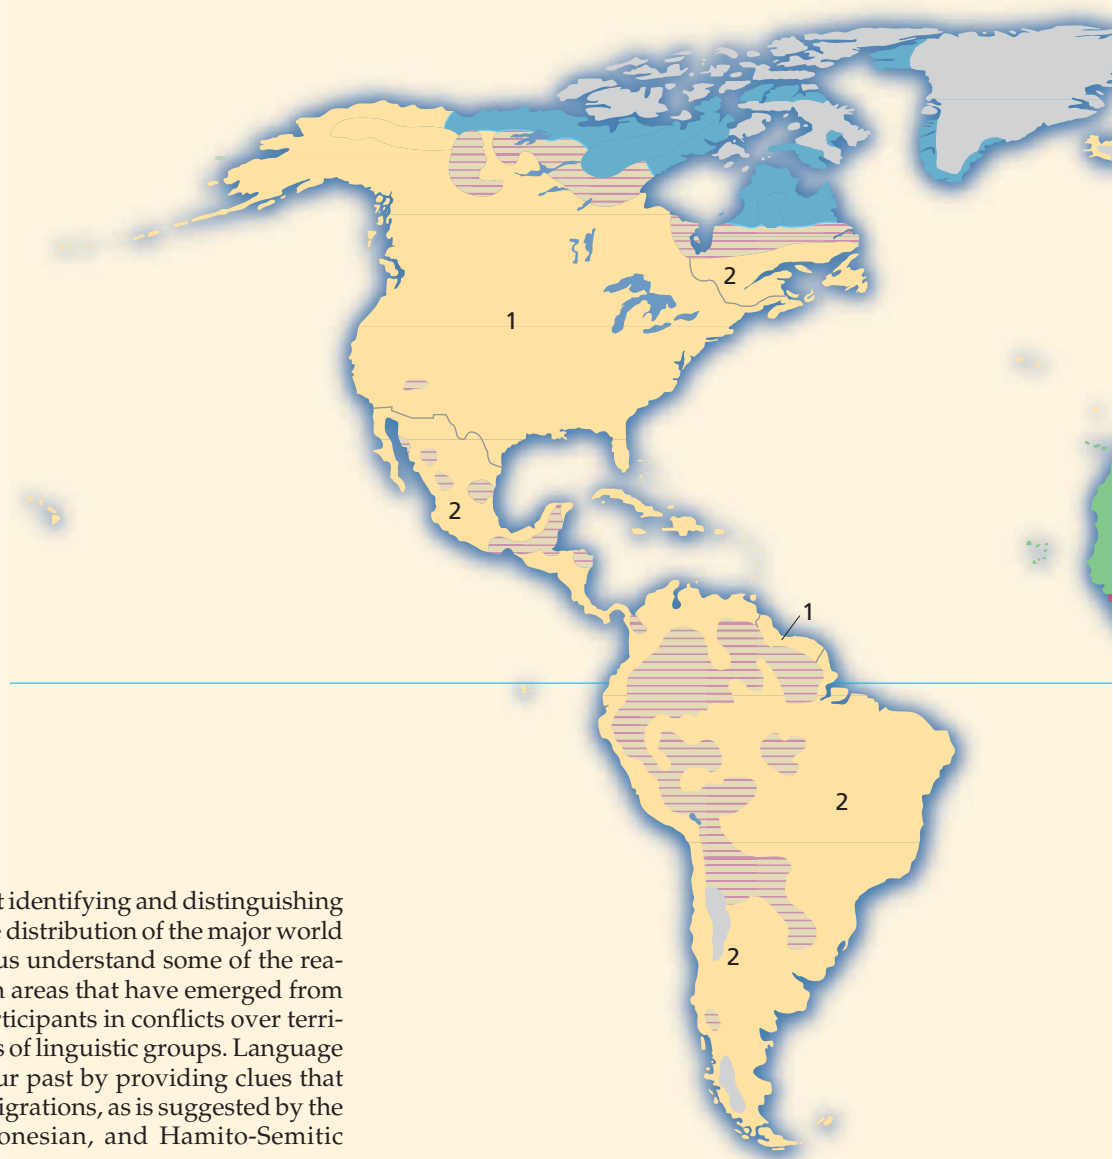 2
1
2
1
2
2
t identifying and distinguishing
e distribution of the major world
us understand some of the rea-
n areas that have emerged from
rticipants in conflicts over terri-
s of linguistic groups. Language
ur past by providing clues that
igrations, as is suggested by the
onesian, and Hamito-Semitic